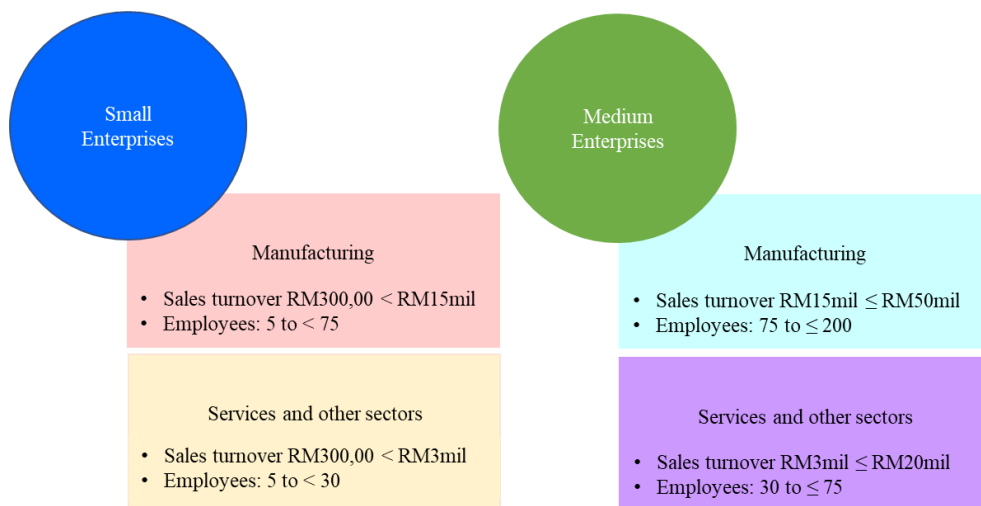 Small
Enterprises
Manufacturing
• Sales turnover RM300,00 < RM15mil
• Employees: 5 to < 75
Services and other sectors
• Sales turnover RM300,00 < RM3mil
• Employees: 5 to < 30
Medium
Enterprises
Manufacturing
• Sales turnover RM15mil ≤ RM50mil
• Employees: 75 to ≤ 200
Services and other sectors
• Sales turnover RM3mil ≤ RM20mil
• Employees: 30 to ≤ 75